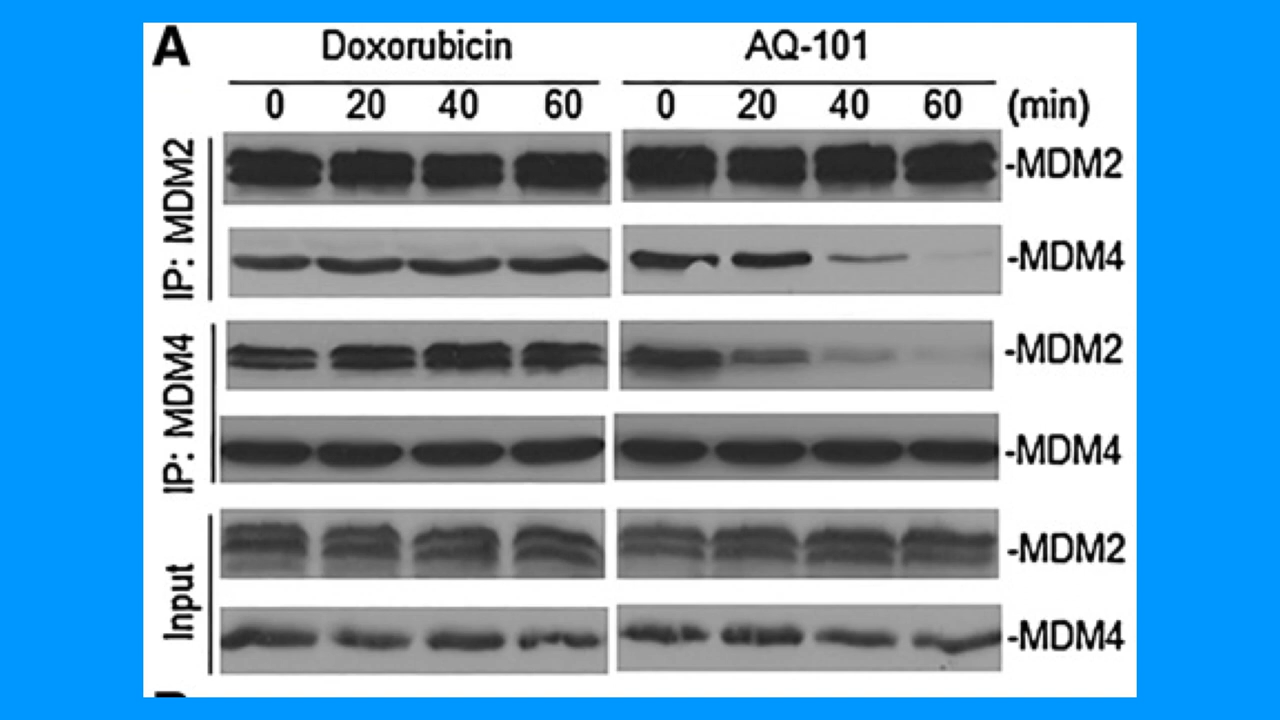 A
Doxorubicin AQ-101
0 20 40 60 0 20 40 60 (min)
IP: MDM2
-MDM2
-MDM4
IP: MDM4
-MDM2
-MDM4
Input
-MDM2
-MDM4